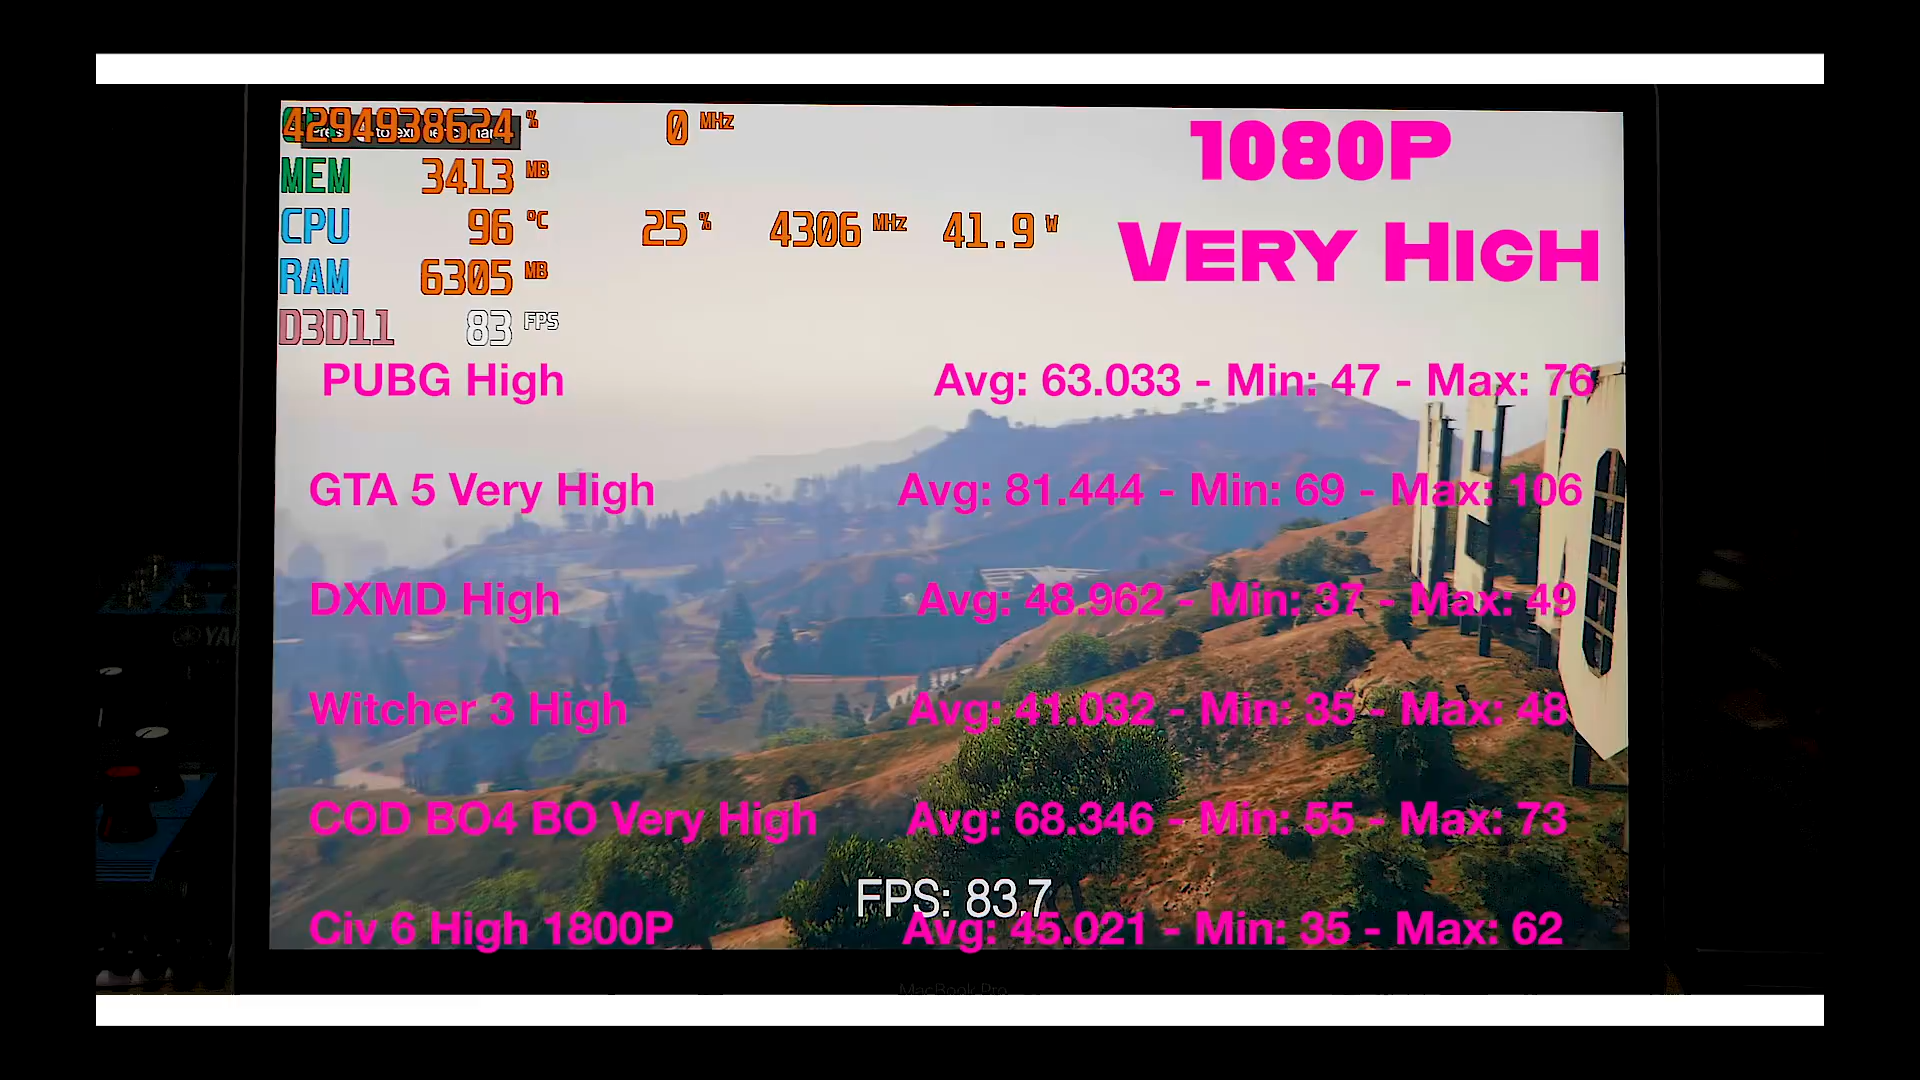 4294938624 % 0 MHz
MEM 3413 MB
CPU 96 °C 25 % 4306 MHz 41.9 W
RAM 6305 MB
D3D11 83 FPS
1080P
VERY HIGH
PUBG High Avg: 63.033 - Min: 47 - Max: 76
GTA 5 Very High Avg: 81.444 - Min: 69 - Max: 106
DXMD High Avg: 48.962 - Min: 37 - Max: 49
Witcher 3 High Avg: 41.032 - Min: 35 - Max: 48
COD BO4 BO Very High Avg: 68.346 - Min: 55 - Max: 73
FPS: 83.7
Civ 6 High 1800P Avg: 45.021 - Min: 35 - Max: 62
MacBook Pro